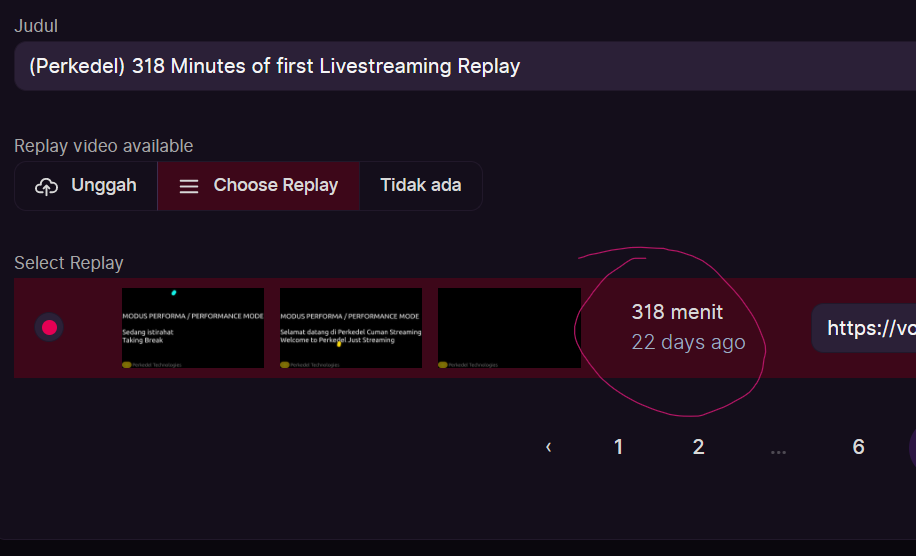 Judul
(Perkedel) 318 Minutes of first Livestreaming Replay
Replay video available
Unggah
Choose Replay
Tidak ada
Select Replay
MODUS PERFORMA / PERFORMANCE MODE
Sedang istirahat
Taking Break
Perkedel Technologies
MODUS PERFORMA / PERFORMANCE MODE
Selamat datang di Perkedel Cuman Streaming
Welcome to Perkedel Just Streaming
Perkedel Technologies
Perkedel Technologies
318 menit
22 days ago
https://vo
‹ 1 2 ... 6